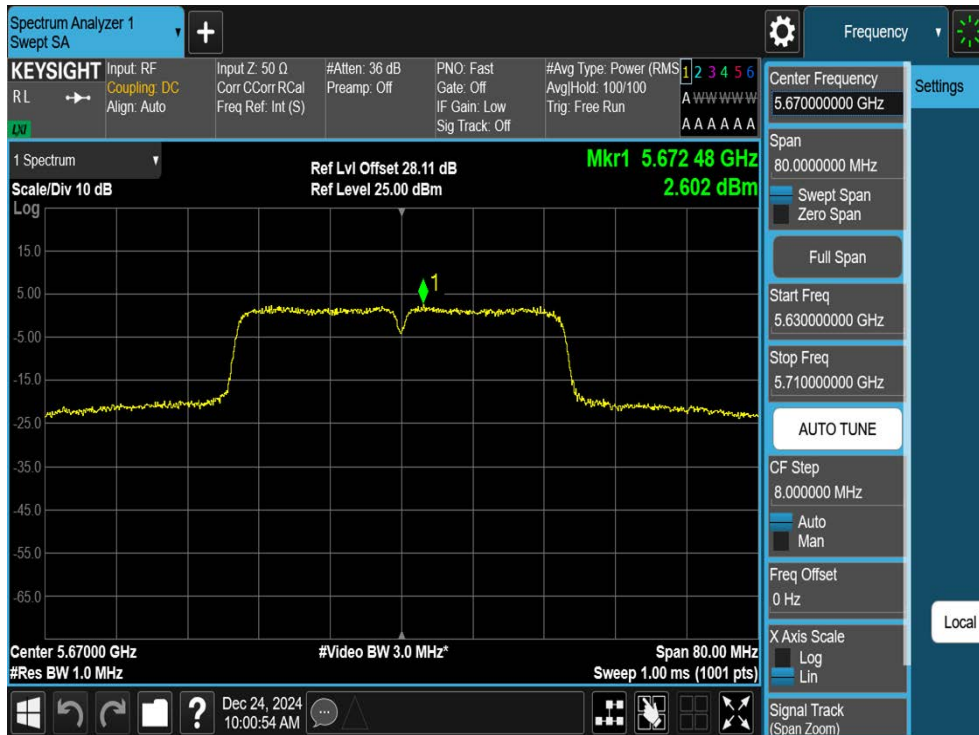 Spectrum Analyzer 1
Swept SA
+
Frequency
KEYSIGHT
RL
LXI
Input: RF
Coupling: DC
Align: Auto
Input Z: 50 Ω
Corr CCorr RCal
Freq Ref: Int (S)
#Atten: 36 dB
Preamp: Off
PNO: Fast
Gate: Off
IF Gain: Low
Sig Track: Off
#Avg Type: Power (RMS
Avg|Hold: 100/100
Trig: Free Run
1 2 3 4 5 6
A W W W W W
A A A A A A
1 Spectrum
Scale/Div 10 dB
Log
Ref Lvl Offset 28.11 dB
Ref Level 25.00 dBm
Mkr1 5.672 48 GHz
2.602 dBm
15.0
5.00
-5.00
-15.0
-25.0
-35.0
-45.0
-55.0
-65.0
1
Center 5.67000 GHz
#Res BW 1.0 MHz
#Video BW 3.0 MHz*
Span 80.00 MHz
Sweep 1.00 ms (1001 pts)
Dec 24, 2024
10:00:54 AM
?
Center Frequency
5.670000000 GHz
Span
80.0000000 MHz
Swept Span
Zero Span
Full Span
Start Freq
5.630000000 GHz
Stop Freq
5.710000000 GHz
AUTO TUNE
CF Step
8.000000 MHz
Auto
Man
Freq Offset
0 Hz
X Axis Scale
Log
Lin
Signal Track
(Span Zoom)
Settings
Local